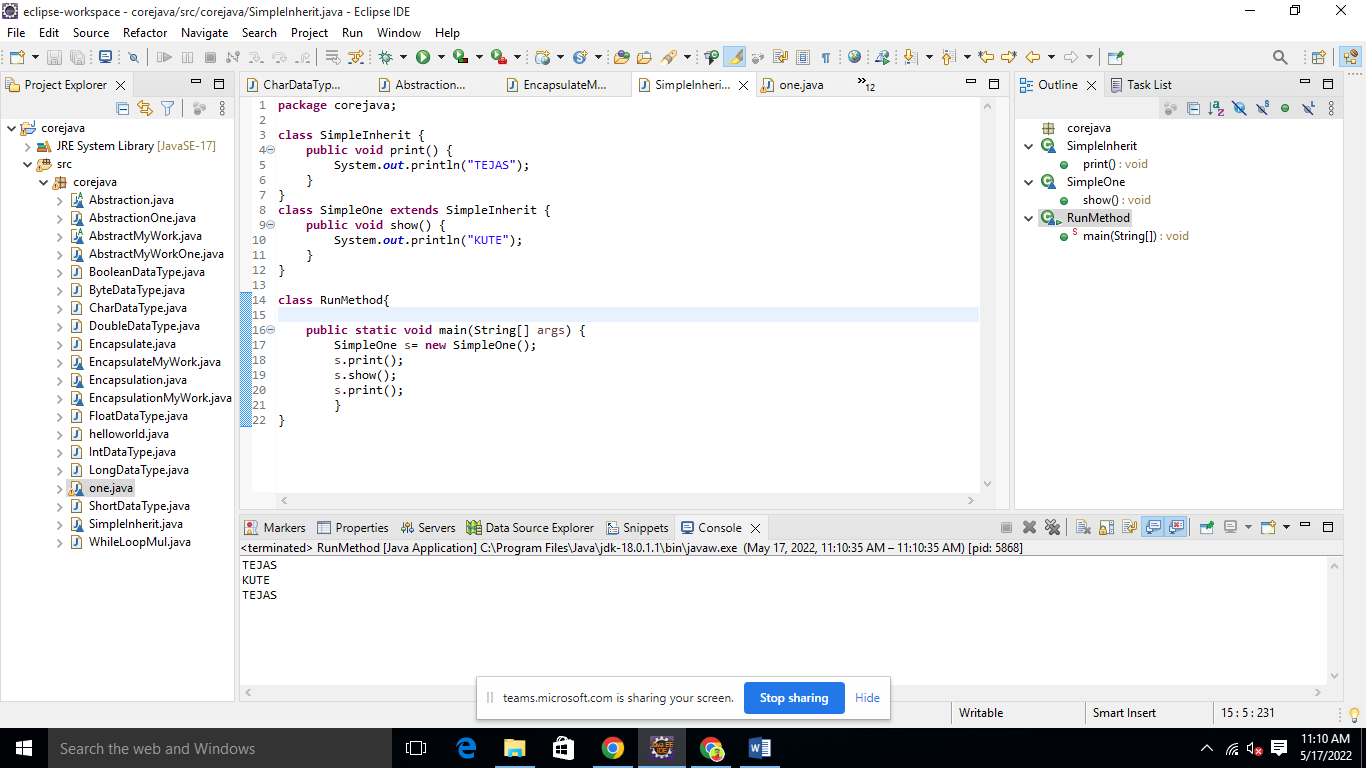 eclipse-workspace - corejava/src/corejava/SimpleInherit.java - Eclipse IDE
File Edit Source Refactor Navigate Search Project Run Window Help
Project Explorer
corejava
JRE System Library [JavaSE-17]
src
corejava
Abstraction.java
AbstractionOne.java
AbstractMyWork.java
AbstractMyWorkOne.java
BooleanDataType.java
ByteDataType.java
CharDataType.java
DoubleDataType.java
Encapsulate.java
EncapsulateMyWork.java
Encapsulation.java
EncapsulationMyWork.java
FloatDataType.java
helloworld.java
IntDataType.java
LongDataType.java
one.java
ShortDataType.java
SimpleInherit.java
WhileLoopMul.java
CharDataTyp... Abstraction... EncapsulateM... SimpleInheri... one.java »12
1 package corejava;
2
3 class SimpleInherit {
4 public void print() {
5 System.out.println("TEJAS");
6 }
7 }
8 class SimpleOne extends SimpleInherit {
9 public void show() {
10 System.out.println("KUTE");
11 }
12 }
13
14 class RunMethod{
15
16 public static void main(String[] args) {
17 SimpleOne s= new SimpleOne();
18 s.print();
19 s.show();
20 s.print();
21 }
22 }
Outline Task List
corejava
SimpleInherit
print() : void
SimpleOne
show() : void
RunMethod
S main(String[]) : void
Markers Properties Servers Data Source Explorer Snippets Console
<terminated> RunMethod [Java Application] C:\Program Files\Java\jdk-18.0.1.1\bin\javaw.exe (May 17, 2022, 11:10:35 AM – 11:10:35 AM) [pid: 5868]
TEJAS
KUTE
TEJAS
teams.microsoft.com is sharing your screen. Stop sharing Hide
Writable Smart Insert 15 : 5 : 231
Search the web and Windows
11:10 AM
5/17/2022